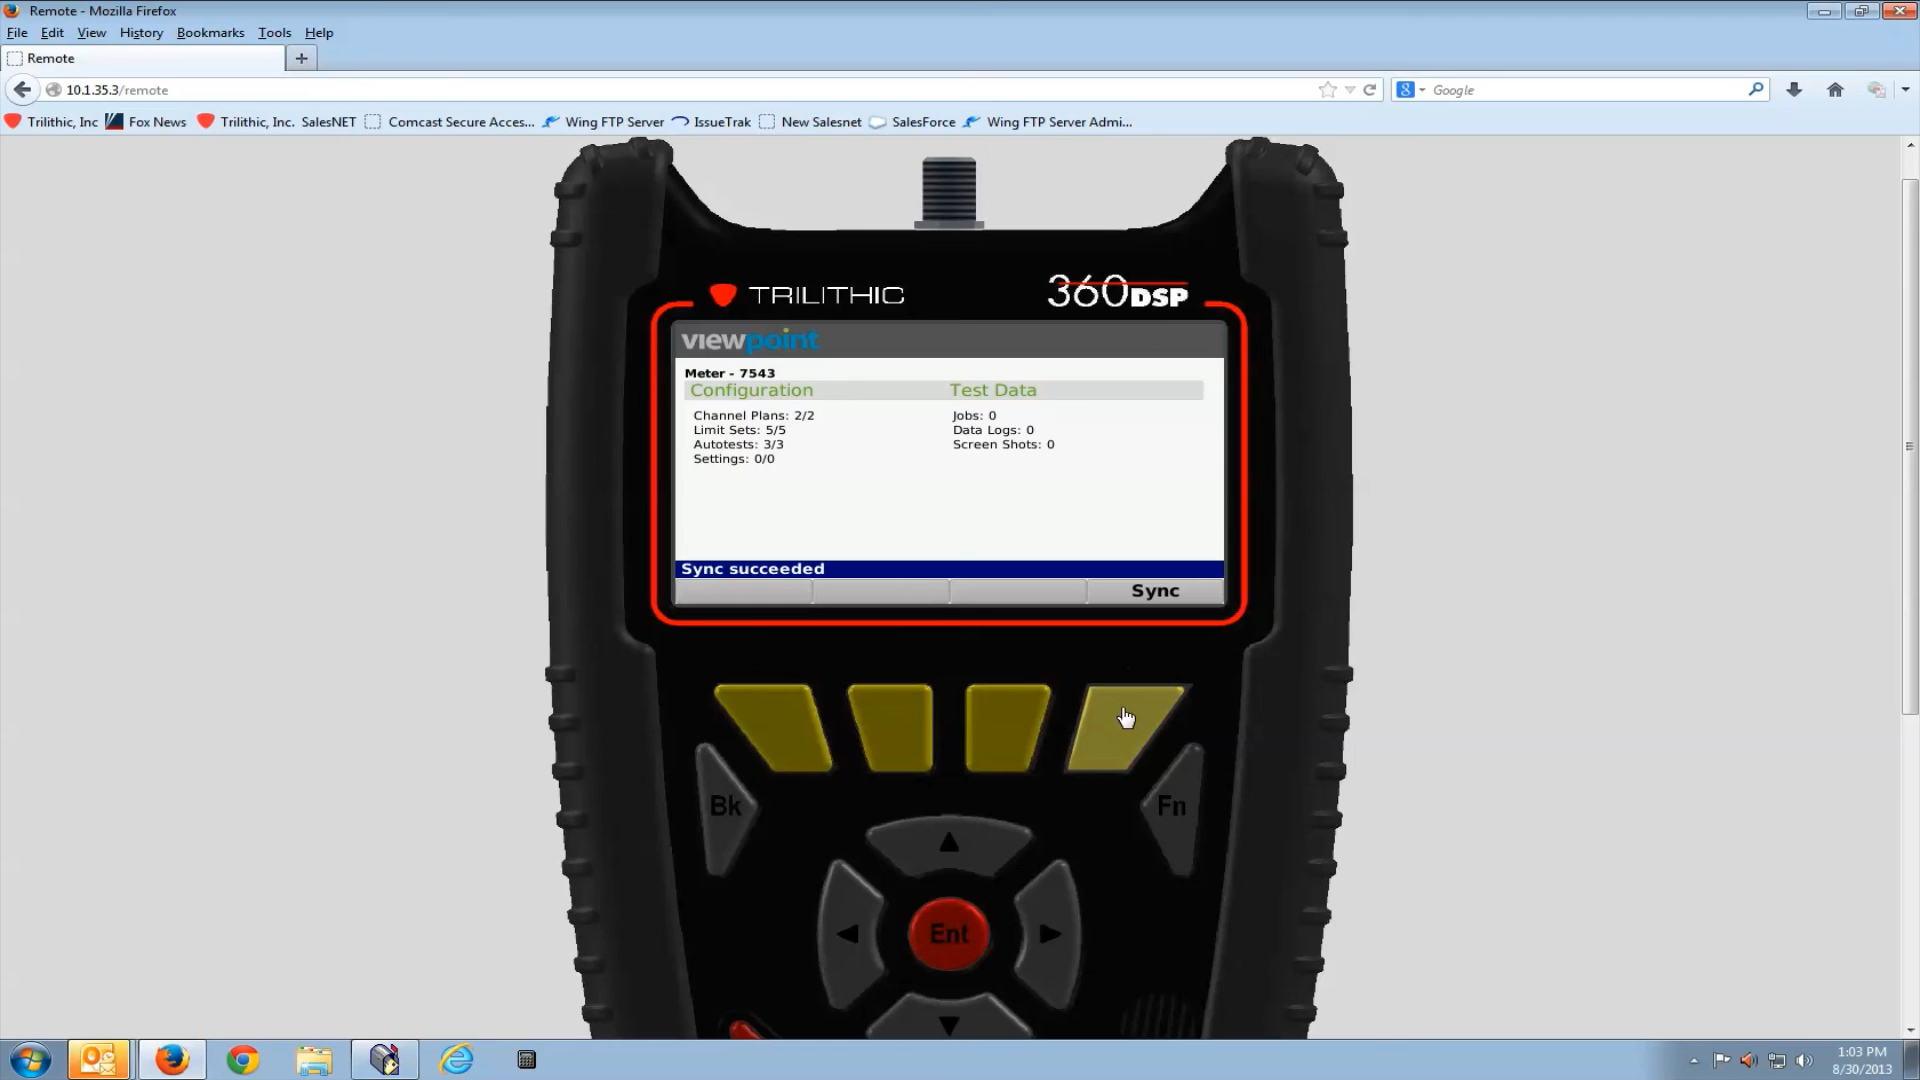 Remote - Mozilla Firefox
File Edit View History Bookmarks Tools Help
Remote
10.1.35.3/remote
8 Google
Trilithic, Inc Fox News Trilithic, Inc. SalesNET Comcast Secure Acces... Wing FTP Server IssueTrak New Salesnet SalesForce Wing FTP Server Admi...
TRILITHIC 360DSP
viewpoint
Meter - 7543
Configuration Test Data
Channel Plans: 2/2 Jobs: 0
Limit Sets: 5/5 Data Logs: 0
Autotests: 3/3 Screen Shots: 0
Settings: 0/0
Sync succeeded
Sync
Bk Fn
Ent
1:03 PM
8/30/2013